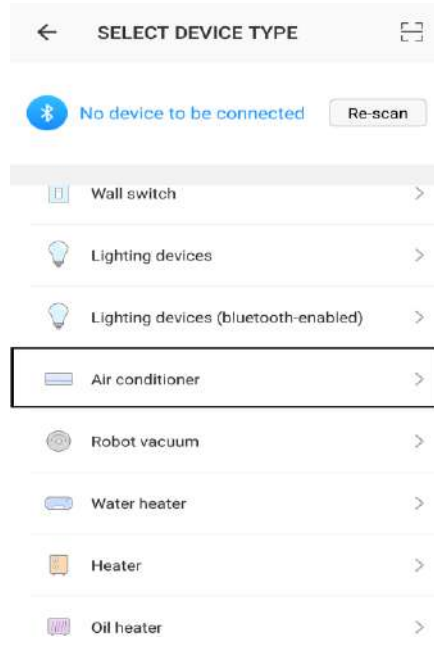 SELECT DEVICE TYPE
No device to be connected Re-scan
Wall switch
Lighting devices
Lighting devices (bluetooth-enabled)
Air conditioner
Robot vacuum
Water heater
Heater
Oil heater